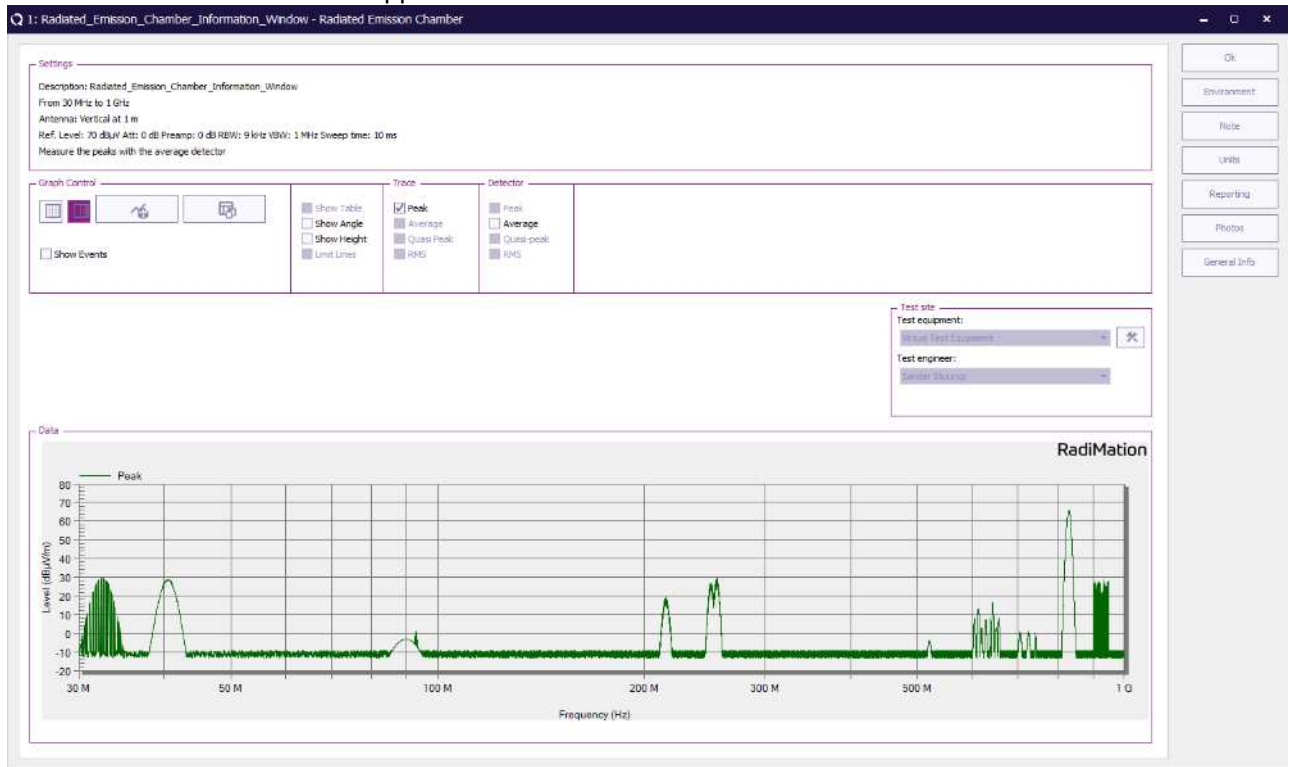 1: Radiated_Emission_Chamber_Information_Window - Radiated Emission Chamber
Settings
Description: Radiated_Emission_Chamber_Information_Window
From 30 MHz to 1 GHz
Antenna: Vertical at 1 m
Ref. Level: 70 dBµV Att: 0 dB Preamp: 0 dB RBW: 9 kHz VBW: 1 MHz Sweep time: 10 ms
Measure the peaks with the average detector
Ok
Environment
Note
Units
Reporting
Photos
General Info
Graph Control
Show Events
Show Table
Show Angle
Show Height
Limit Lines
Trace
Peak
Average
Quasi Peak
RMS
Detector
Peak
Average
Quasi-peak
RMS
Test site
Test equipment:
Virtual Test Equipment
Test engineer:
Sander
Data
RadiMation
Peak
Level (dBµV/m)
80
70
60
50
40
30
20
10
0
-10
-20
30 M 50 M 100 M 200 M 300 M 500 M 1 G
Frequency (Hz)